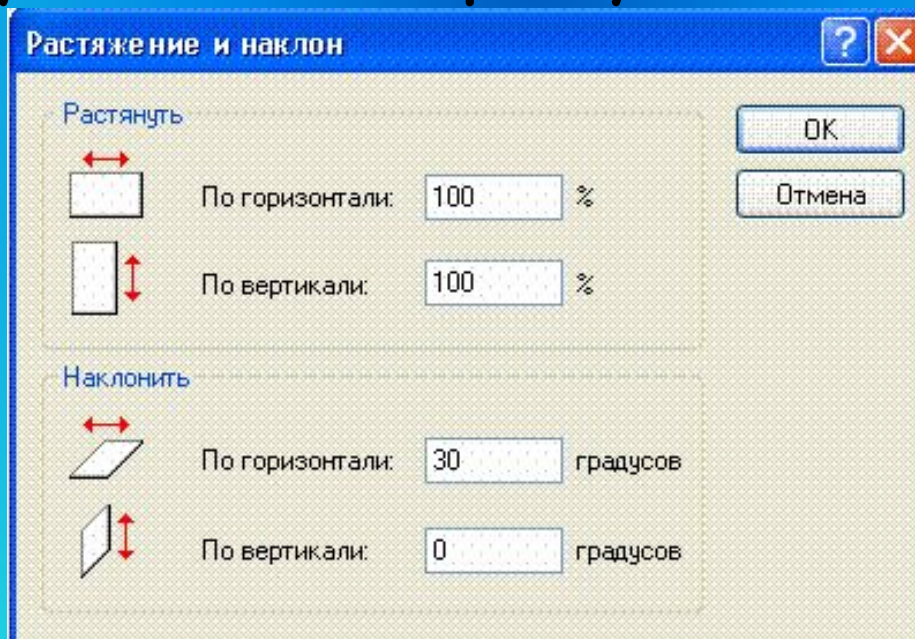 Растяжение и наклон
Растянуть
По горизонтали: 100 %
По вертикали: 100 %
Наклонить
По горизонтали: 30 градусов
По вертикали: 0 градусов
OK
Отмена